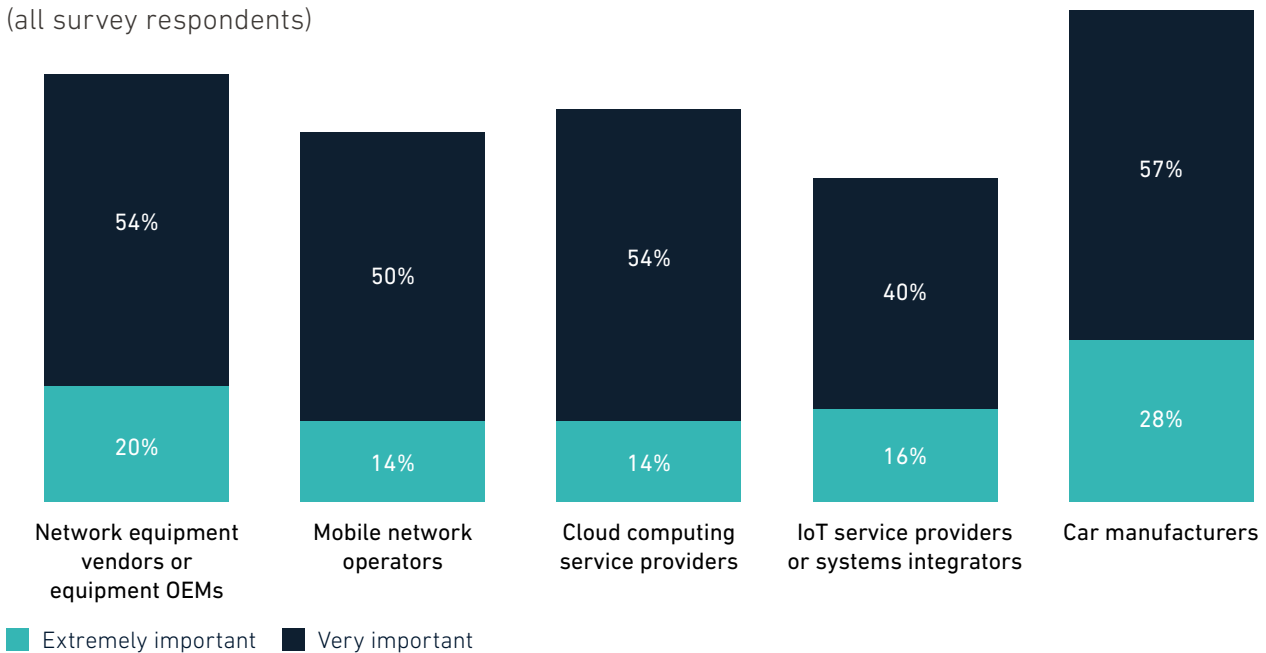 (all survey respondents)
54%
20%
50%
14%
54%
14%
40%
16%
57%
28%
Network equipment
vendors or
equipment OEMs
Mobile network
operators
Cloud computing
service providers
IoT service providers
or systems integrators
Car manufacturers
Extremely important
Very important